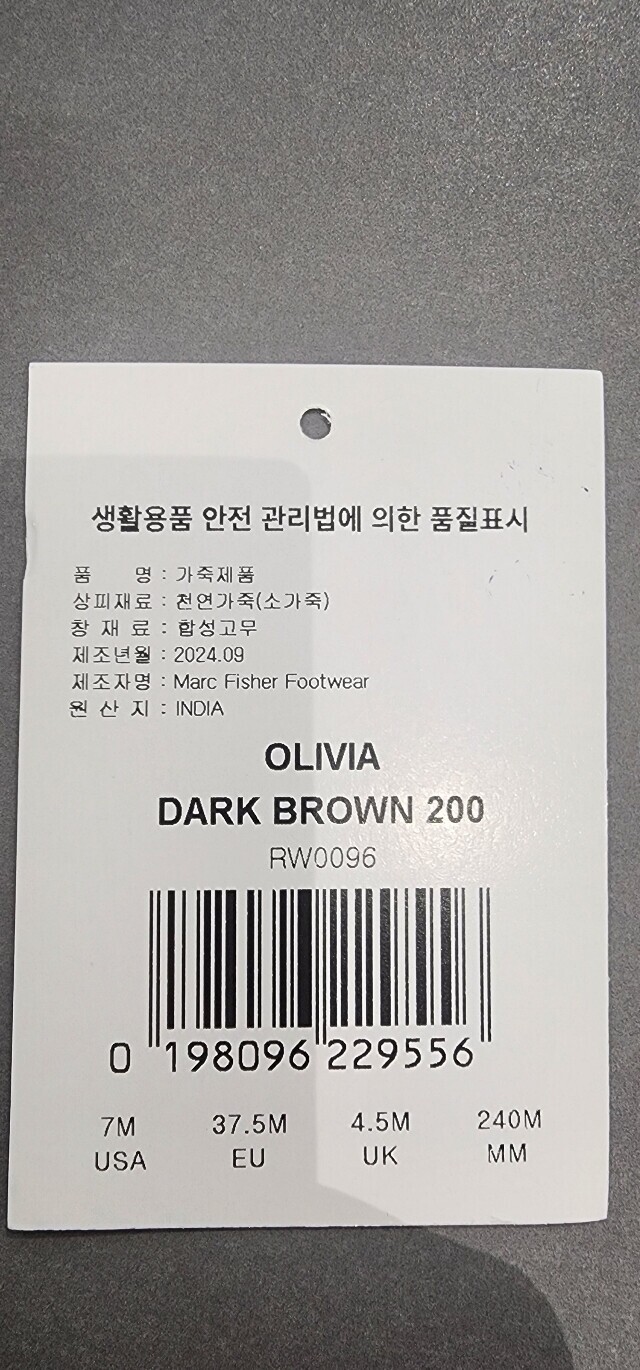 생활용품 안전 관리법에 의한 품질표시
품 명 : 가죽제품
상피재료 : 천연가죽(소가죽)
창 재 료 : 합성고무
제조년월 : 2024.09
제조자명 : Marc Fisher Footwear
원 산 지 : INDIA
OLIVIA
DARK BROWN 200
RW0096
0 198096 229556
7M 37.5M 4.5M 240M
USA EU UK MM